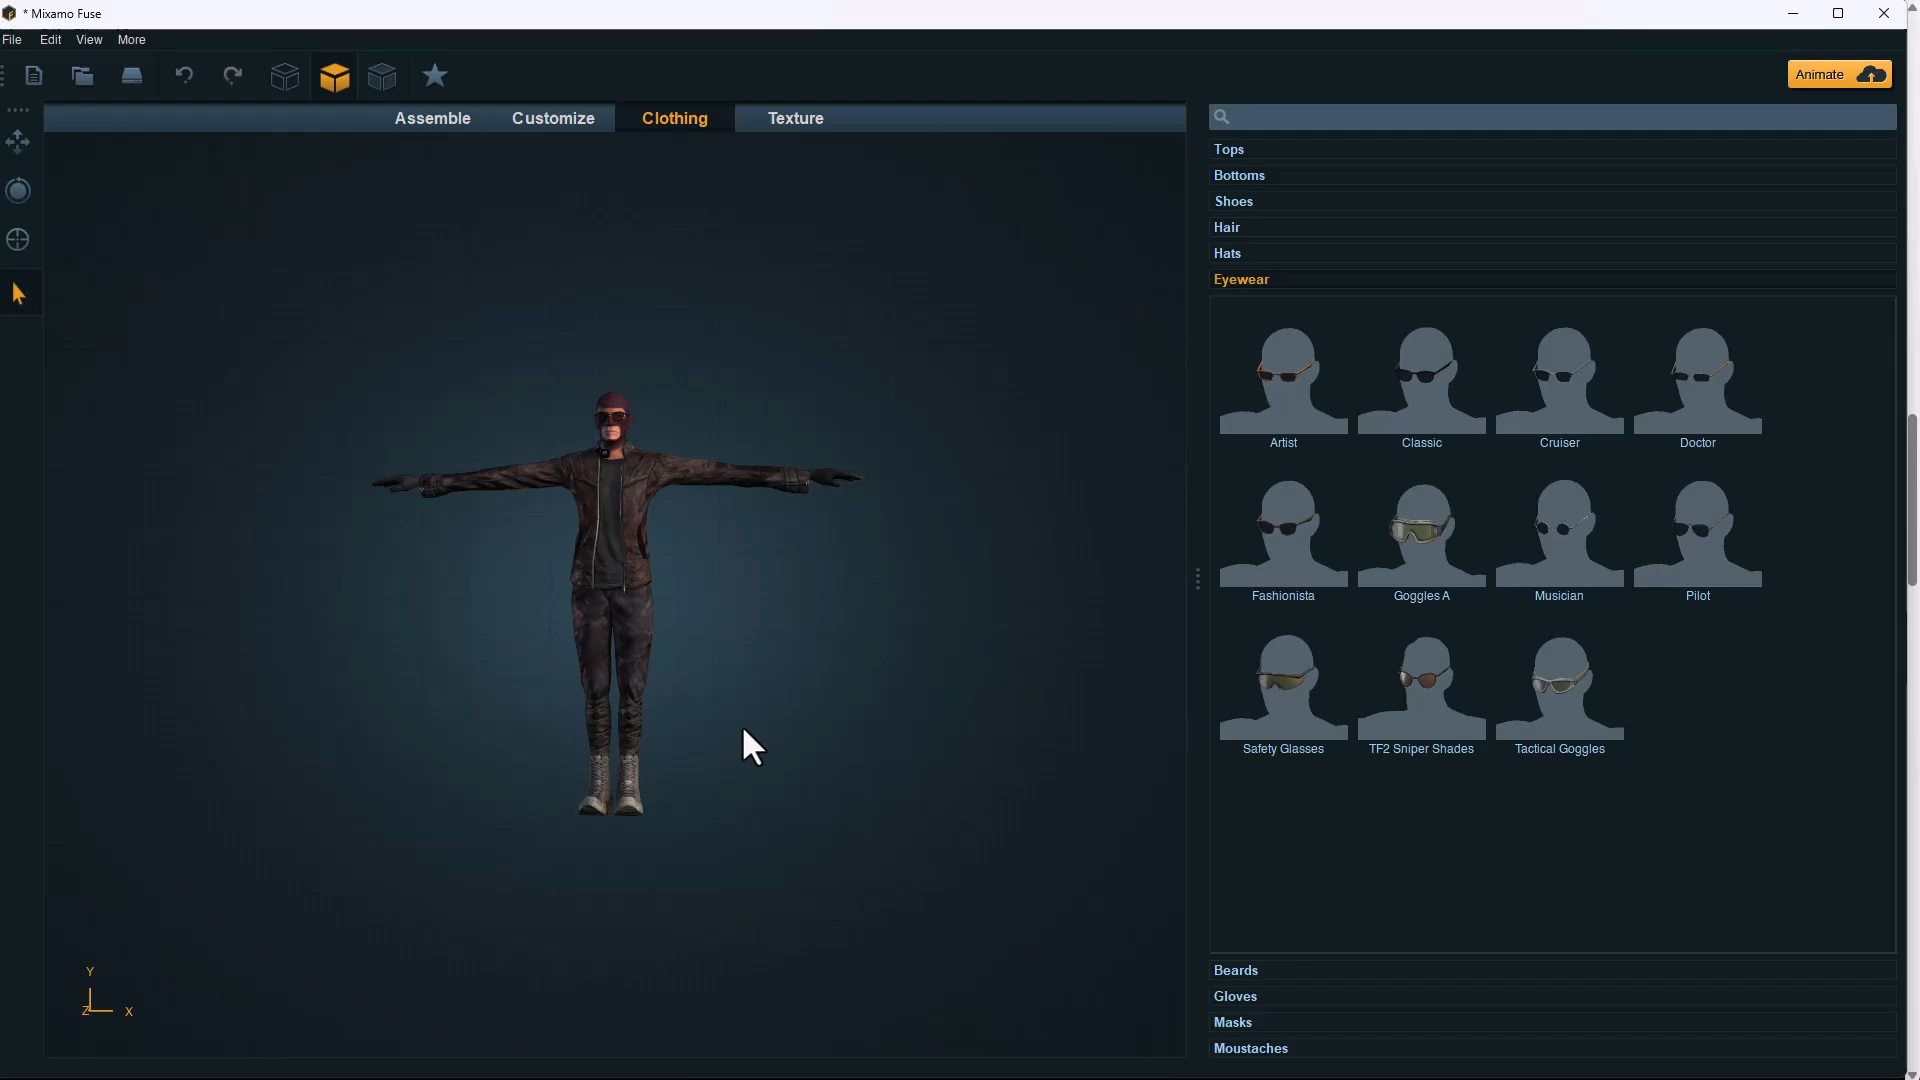 * Mixamo Fuse
File Edit View More
Animate
Assemble Customize Clothing Texture
Tops
Bottoms
Shoes
Hair
Hats
Eyewear
Artist Classic Cruiser Doctor
Fashionista Goggles A Musician Pilot
Safety Glasses TF2 Sniper Shades Tactical Goggles
Beards
Gloves
Masks
Moustaches
Y
Z X